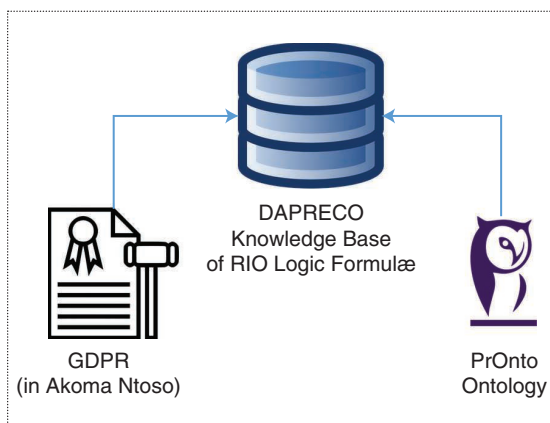 DAPRECO
Knowledge Base
of RIO Logic Formulæ
GDPR
(in Akoma Ntoso)
PrOnto
Ontology